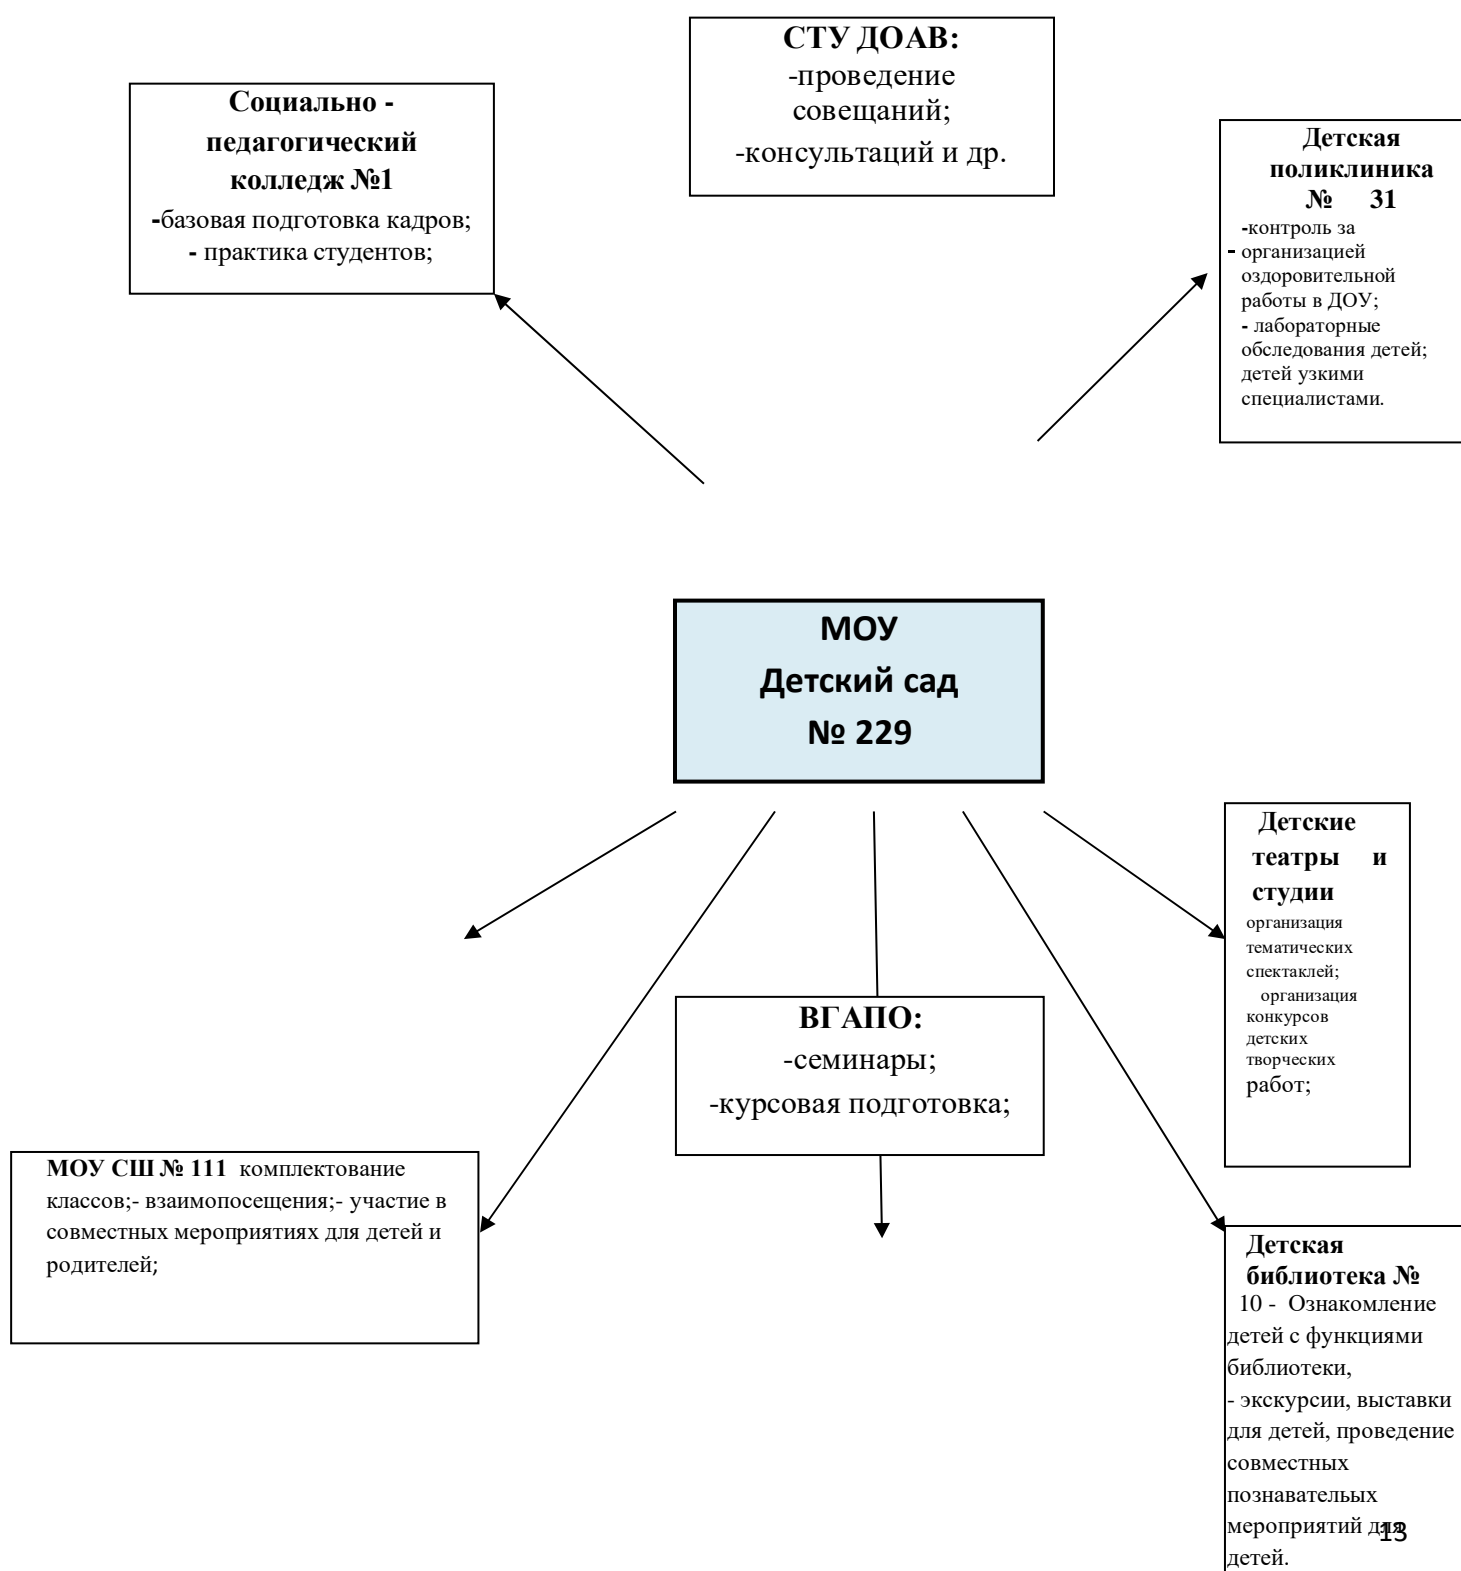 СТУ ДОАВ:
-проведение
совещаний;
-консультаций и др.
Социально -
педагогический
колледж №1
-базовая подготовка кадров;
- практика студентов;
Детская
поликлиника
№ 31
-контроль за
- организацией
оздоровительной
работы в ДОУ;
- лабораторные
обследования детей;
детей узкими
специалистами.
МОУ
Детский сад
№ 229
Детские
театры и
студии
организация
тематических
спектаклей;
организация
конкурсов
детских
творческих
работ;
ВГАПО:
-семинары;
-курсовая подготовка;
МОУ СШ № 111 комплектование
классов;- взаимопосещения;- участие в
совместных мероприятиях для детей и
родителей;
Детская
библиотека №
10 - Ознакомление
детей с функциями
библиотеки,
- экскурсии, выставки
для детей, проведение
совместных
познавательых
мероприятий для
детей.
13